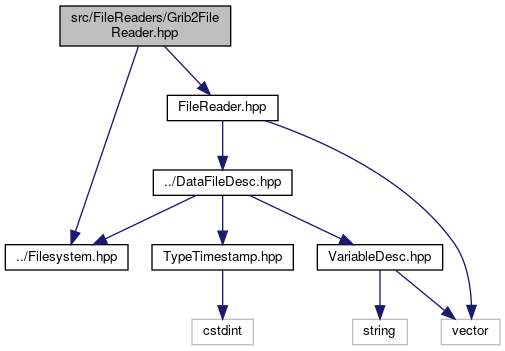 src/FileReaders/Grib2File
Reader.hpp
FileReader.hpp
../DataFileDesc.hpp
../Filesystem.hpp
TypeTimestamp.hpp
VariableDesc.hpp
cstdint
string
vector